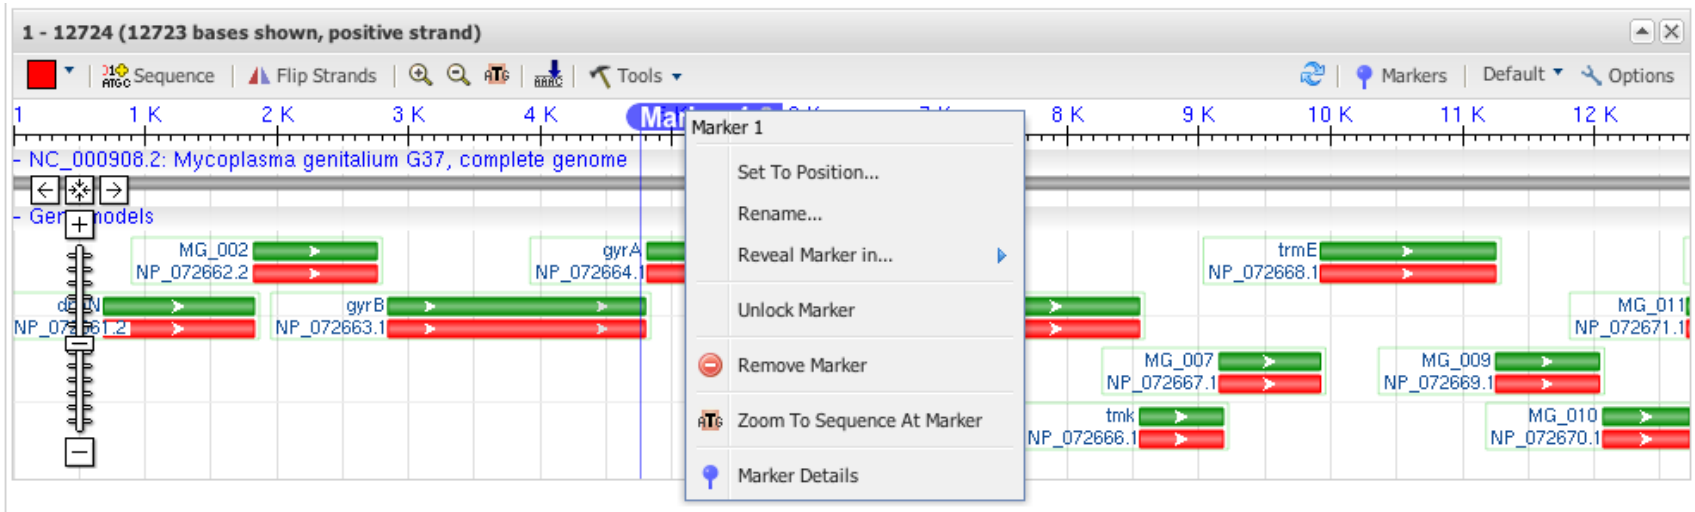 1 - 12724 (12723 bases shown, positive strand)
Sequence Flip Strands Tools Markers Default Options
1 1 K 2 K 3 K 4 K 8 K 9 K 10 K 11 K 12 K
Marker 1
- NC_000908.2: Mycoplasma genitalium G37, complete genome
Set To Position...
Rename...
Reveal Marker in...
Unlock Marker
Remove Marker
Zoom To Sequence At Marker
Marker Details
MG_002 gyrA trmE
NP_072662.2 NP_072664.1 NP_072668.1
gyrB MG_011
NP_072663.1 NP_072671.1
MG_007 MG_009
NP_072667.1 NP_072669.1
tmk MG_010
NP_072666.1 NP_072670.1